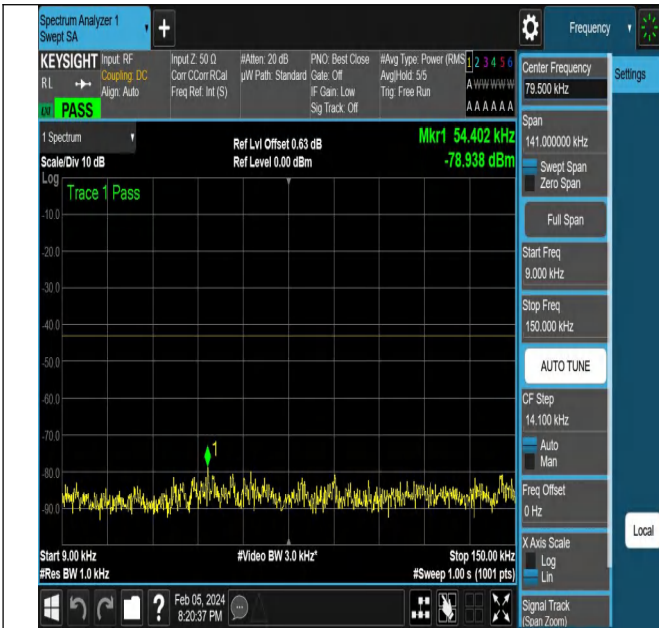 Spectrum Analyzer 1
Swept SA
+
Frequency
KEYSIGHT
RL
PASS
Input: RF
Coupling: DC
Align: Auto
Input Z: 50 Ω
Corr CCorr RCal
Freq Ref: Int (S)
#Atten: 20 dB
µW Path: Standard
PNO: Best Close
Gate: Off
IF Gain: Low
Sig Track: Off
#Avg Type: Power (RMS
Avg|Hold: 5/5
Trig: Free Run
1 2 3 4 5 6
A W W W W W
A A A A A A
1 Spectrum
Scale/Div 10 dB
Log
Ref Lvl Offset 0.63 dB
Ref Level 0.00 dBm
Mkr1 54.402 kHz
-78.938 dBm
Trace 1 Pass
-10.0
-20.0
-30.0
-40.0
-50.0
-60.0
-70.0
-80.0
-90.0
1
Start 9.00 kHz
#Res BW 1.0 kHz
#Video BW 3.0 kHz*
Stop 150.00 kHz
#Sweep 1.00 s (1001 pts)
?
Feb 05, 2024
8:20:37 PM
Center Frequency
79.500 kHz
Span
141.000000 kHz
Swept Span
Zero Span
Full Span
Start Freq
9.000 kHz
Stop Freq
150.000 kHz
AUTO TUNE
CF Step
14.100 kHz
Auto
Man
Freq Offset
0 Hz
X Axis Scale
Log
Lin
Signal Track
(Span Zoom)
Settings
Local